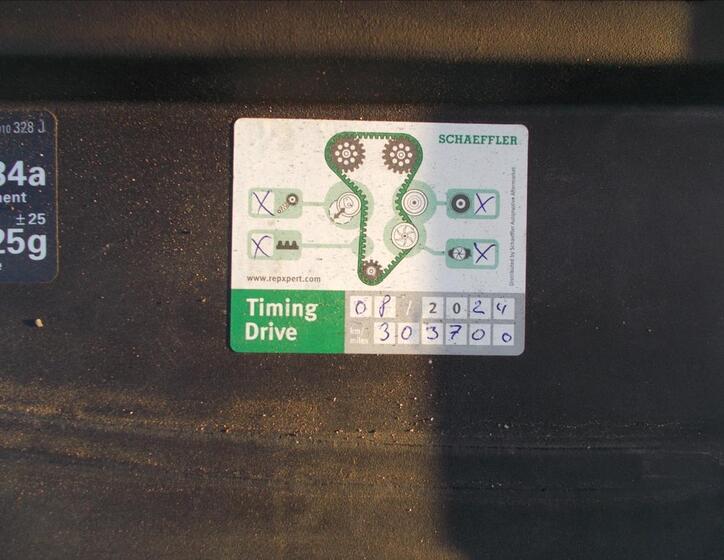 010 328 J
34a
ent
±25
25g
SCHAEFFLER
X X
X X
www.repxpert.com
Distributed by Schaeffler Automotive Aftermarket
Timing Drive
08 / 2024
km/miles 303700